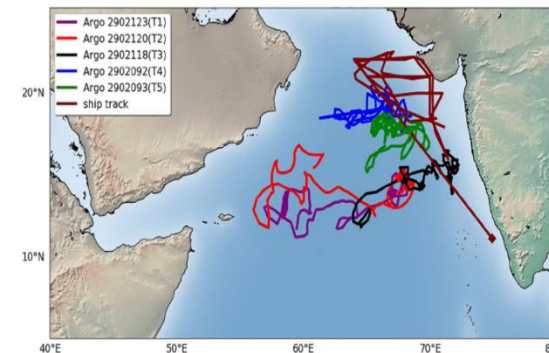 Argo 2902123(T1)
Argo 2902120(T2)
Argo 2902118(T3)
Argo 2902092(T4)
Argo 2902093(T5)
ship track
20°N
10°N
40°E 50°E 60°E 70°E 8